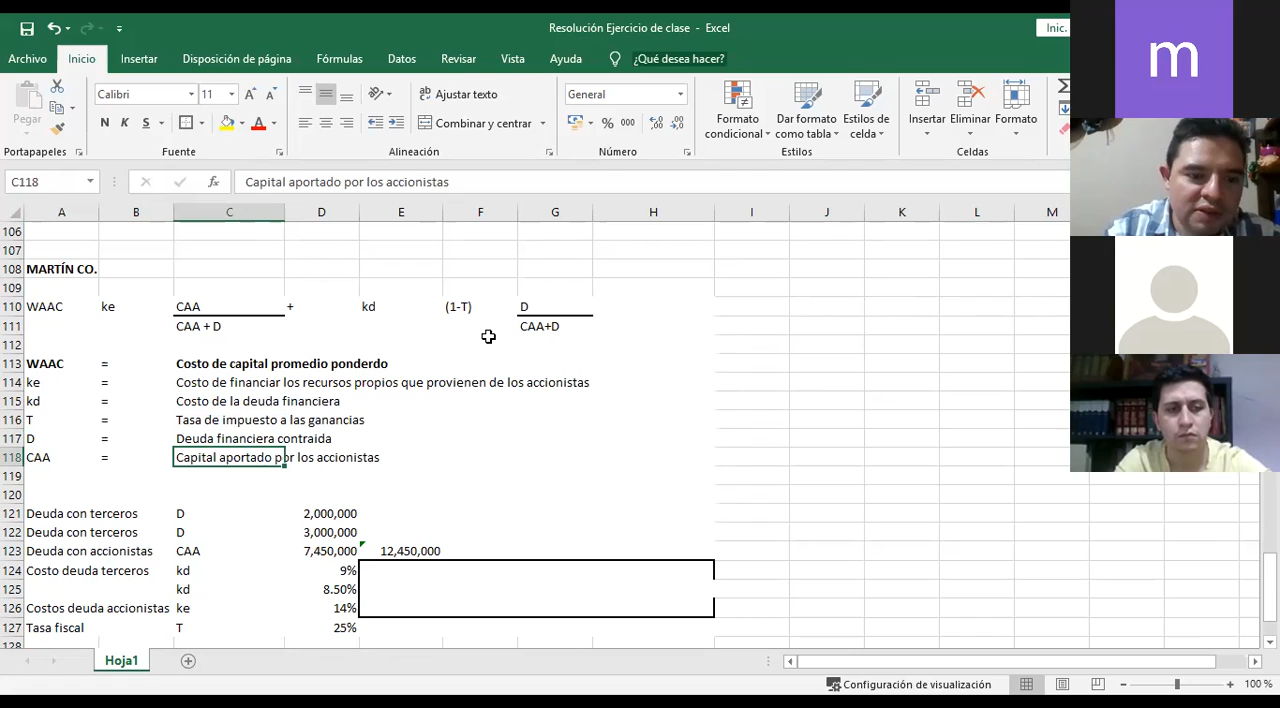 Resolución Ejercicio de clase - Excel
Inic.
m
Archivo Inicio Insertar Disposición de página Fórmulas Datos Revisar Vista Ayuda ¿Qué desea hacer?
Pegar
Calibri 11 A A
N K S A
ab Ajustar texto
Combinar y centrar
General
% 000
Formato condicional
Dar formato como tabla
Estilos de celda
Insertar Eliminar Formato
Portapapeles Fuente Alineación Número Estilos Celdas
C118 fx Capital aportado por los accionistas
A B C D E F G H I J K L M
106
107
108 MARTÍN CO.
109
110 WAAC ke CAA + kd (1-T) D
111 CAA + D CAA+D
112
113 WAAC = Costo de capital promedio ponderdo
114 ke = Costo de financiar los recursos propios que provienen de los accionistas
115 kd = Costo de la deuda financiera
116 T = Tasa de impuesto a las ganancias
117 D = Deuda financiera contraida
118 CAA = Capital aportado por los accionistas
119
120
121 Deuda con terceros D 2,000,000
122 Deuda con terceros D 3,000,000
123 Deuda con accionistas CAA 7,450,000 12,450,000
124 Costo deuda terceros kd 9%
125 kd 8.50%
126 Costos deuda accionistas ke 14%
127 Tasa fiscal T 25%
128
Hoja1
Configuración de visualización 100 %